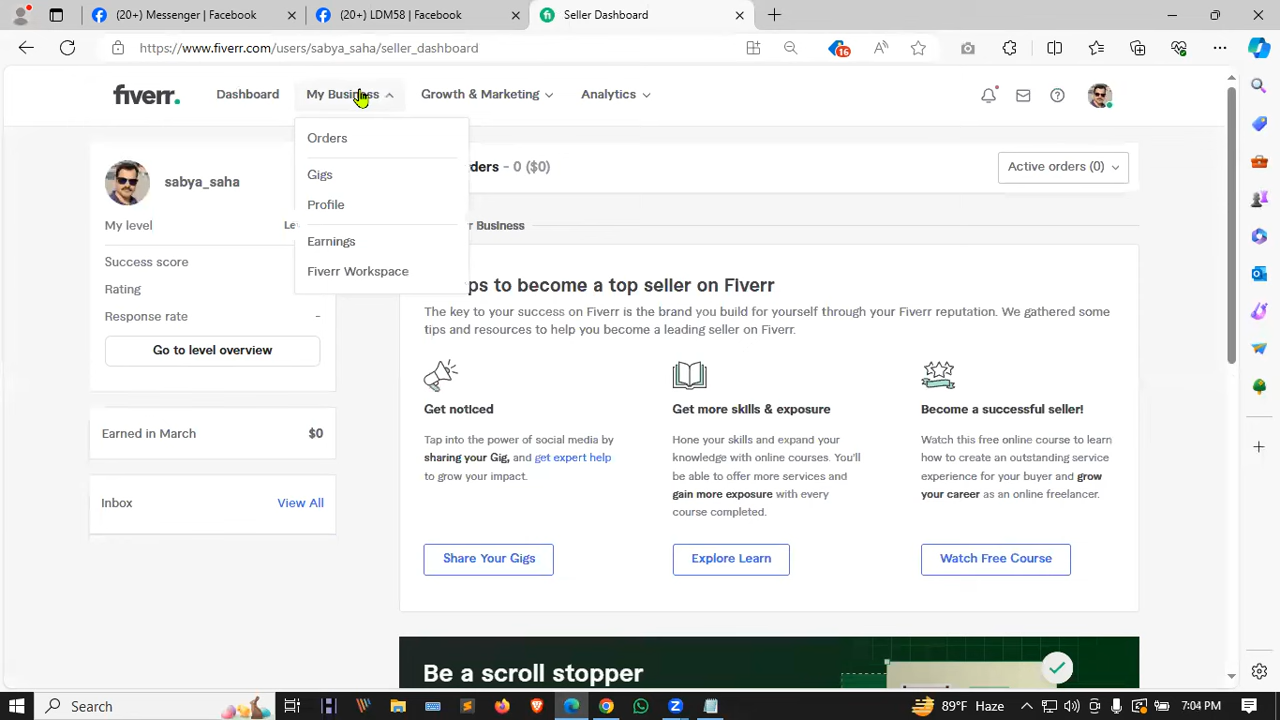 (20+) Messenger | Facebook
(20+) LDM58 | Facebook
Seller Dashboard
https://www.fiverr.com/users/sabya_saha/seller_dashboard
16
fiverr.
Dashboard
My Business
Growth & Marketing
Analytics
Orders
Gigs
Profile
Earnings
Fiverr Workspace
sabya_saha
My level
Le
Success score
Rating
Response rate
-
Go to level overview
Earned in March
$0
Inbox
View All
ders - 0 ($0)
Active orders (0)
r Business
ps to become a top seller on Fiverr
The key to your success on Fiverr is the brand you build for yourself through your Fiverr reputation. We gathered some
tips and resources to help you become a leading seller on Fiverr.
Get noticed
Tap into the power of social media by
sharing your Gig, and get expert help
to grow your impact.
Share Your Gigs
Get more skills & exposure
Hone your skills and expand your
knowledge with online courses. You'll
be able to offer more services and
gain more exposure with every
course completed.
Explore Learn
Become a successful seller!
Watch this free online course to learn
how to create an outstanding service
experience for your buyer and grow
your career as an online freelancer.
Watch Free Course
Be a scroll stopper
Search
89°F Haze
7:04 PM